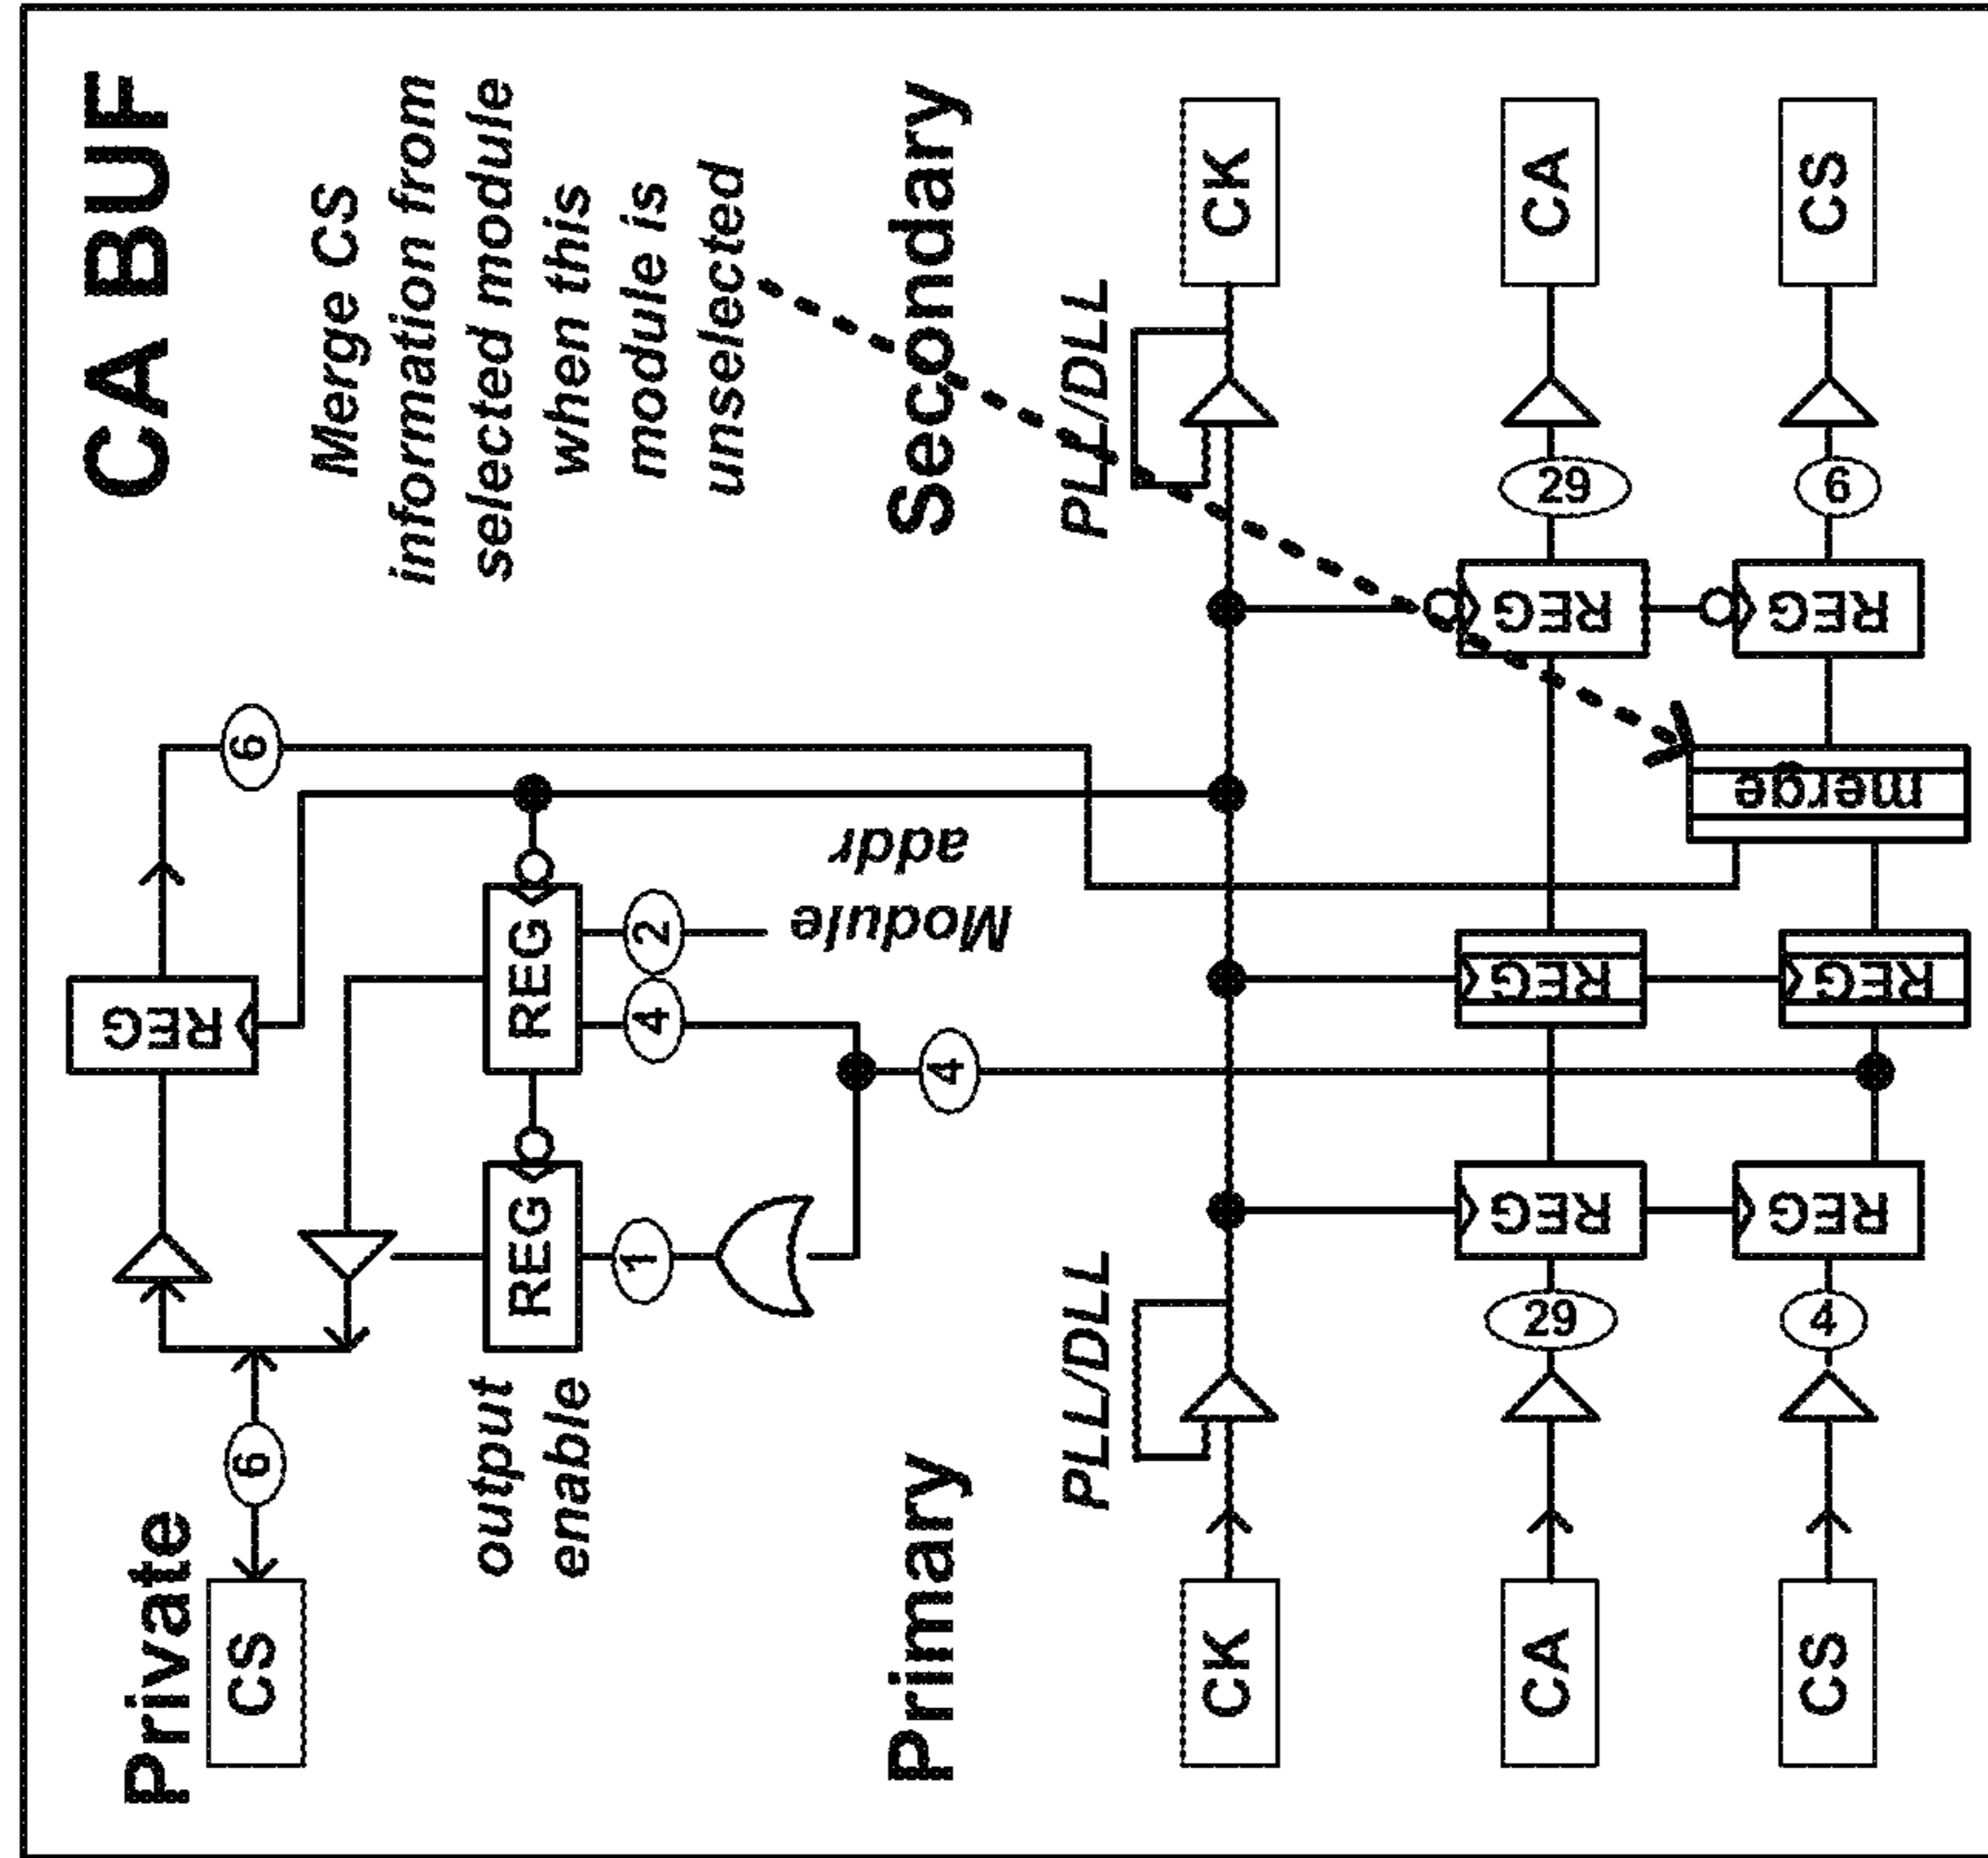 CA BUF
Merge CS
information from
selected module
when this
module is
unselected
Private
CS
6
REG
6
output
enable
REG
REG
1
4
2
Module
addr
4
Primary
Secondary
PLL/DLL
PLL/DLL
CK
CK
CA
29
REG
REG
REG
29
CA
CS
4
REG
REG
merge
REG
6
CS